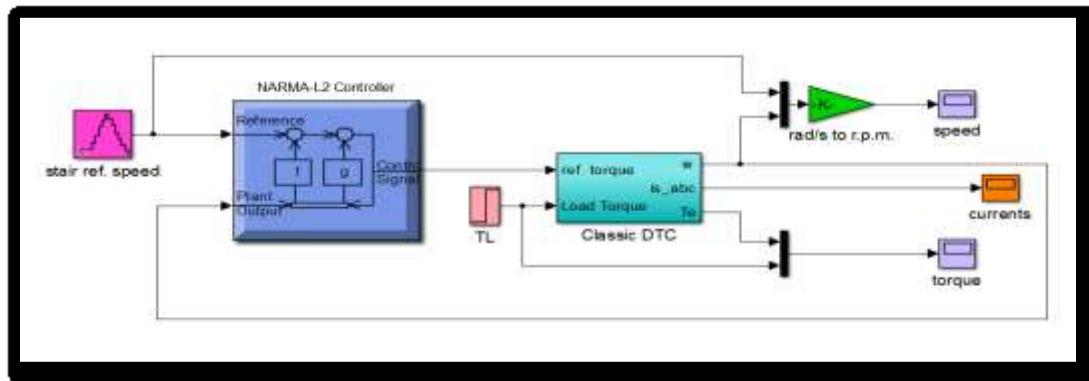 NARMA-L2 Controller
Reference
f
g
Plant
Output
Signal
stair ref. speed
TL
ref. torque
Load Torque
w
is_abc
Te
Classic DTC
-K-
rad/s to r.p.m.
speed
currents
torque